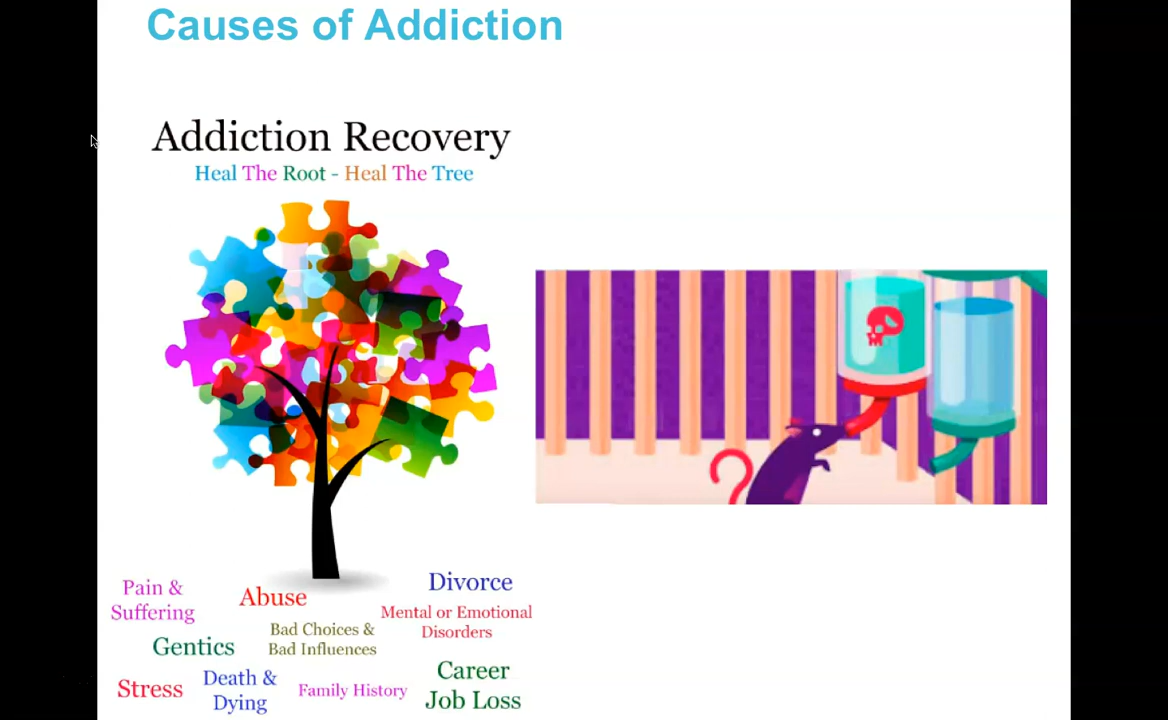 Causes of Addiction
Addiction Recovery
Heal The Root - Heal The Tree
Pain &
Suffering
Abuse
Divorce
Mental or Emotional
Disorders
Bad Choices &
Bad Influences
Gentics
Stress
Death &
Dying
Family History
Career
Job Loss